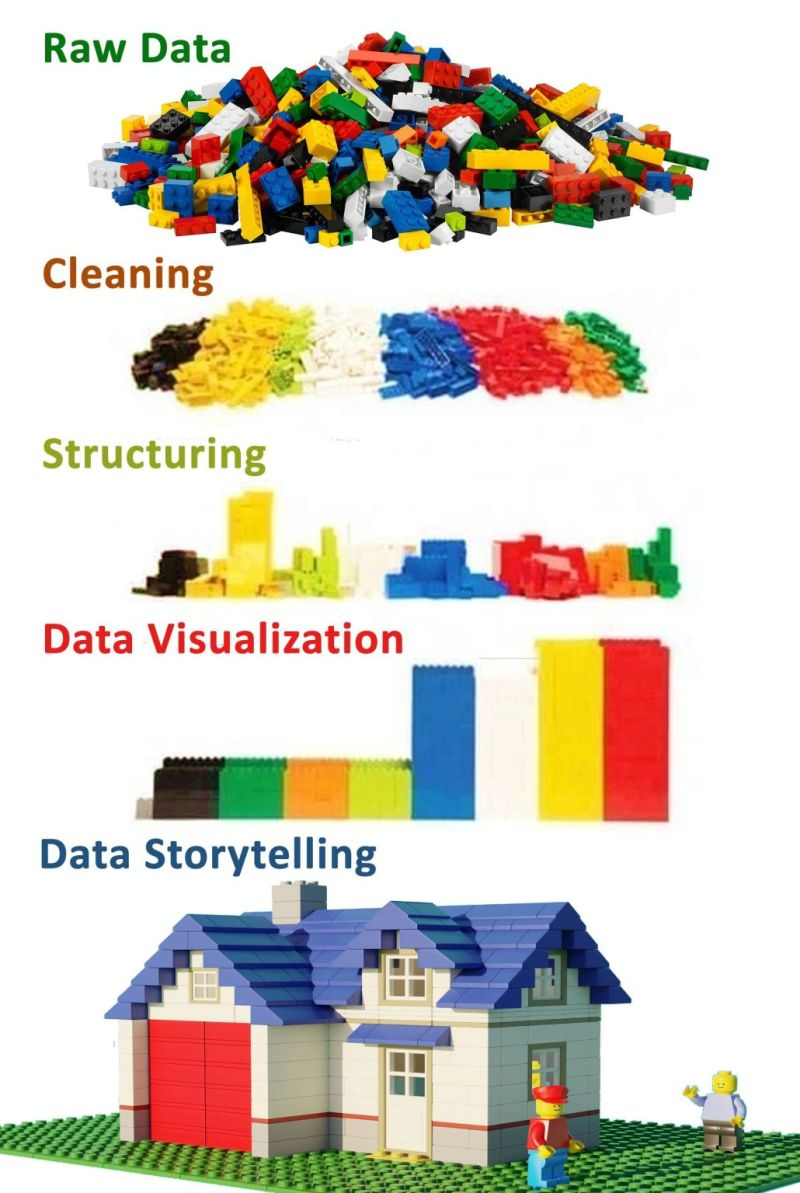 Raw Data
Cleaning
Structuring
Data Visualization
Data Storytelling